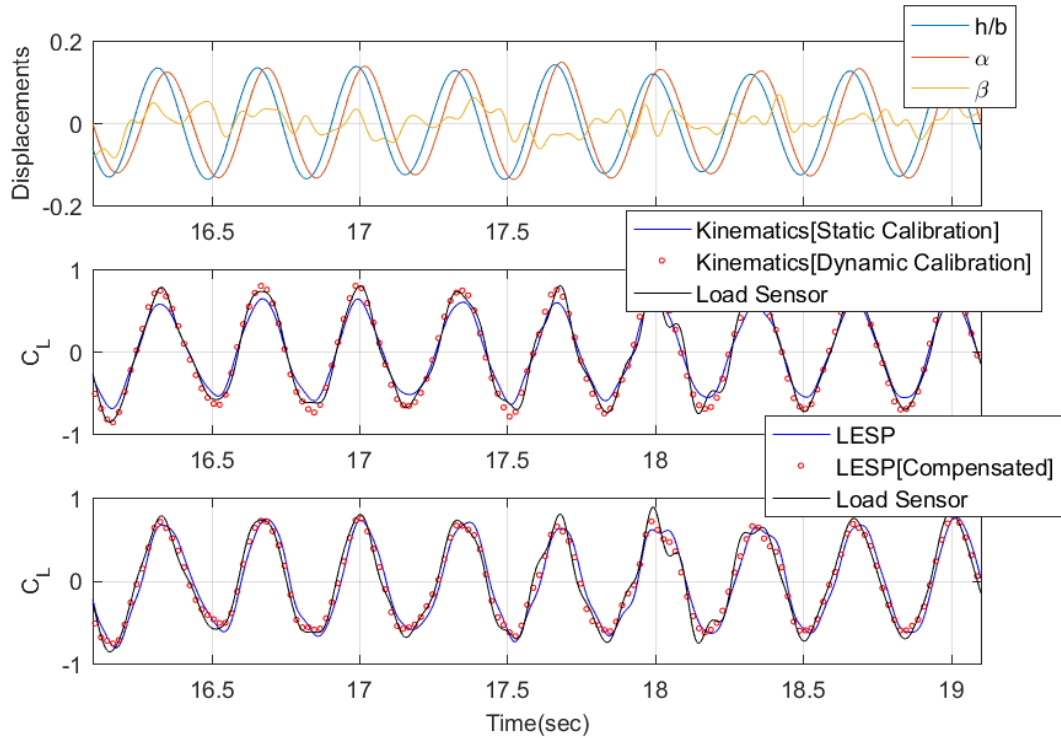 0.2
0
-0.2
Displacements
h/b
α
β
16.5
17
17.5
Kinematics[Static Calibration]
Kinematics[Dynamic Calibration]
Load Sensor
1
0
-1
C_L
16.5
17
17.5
18
LESP
LESP[Compensated]
Load Sensor
1
0
-1
C_L
16.5
17
17.5
18
18.5
19
Time(sec)